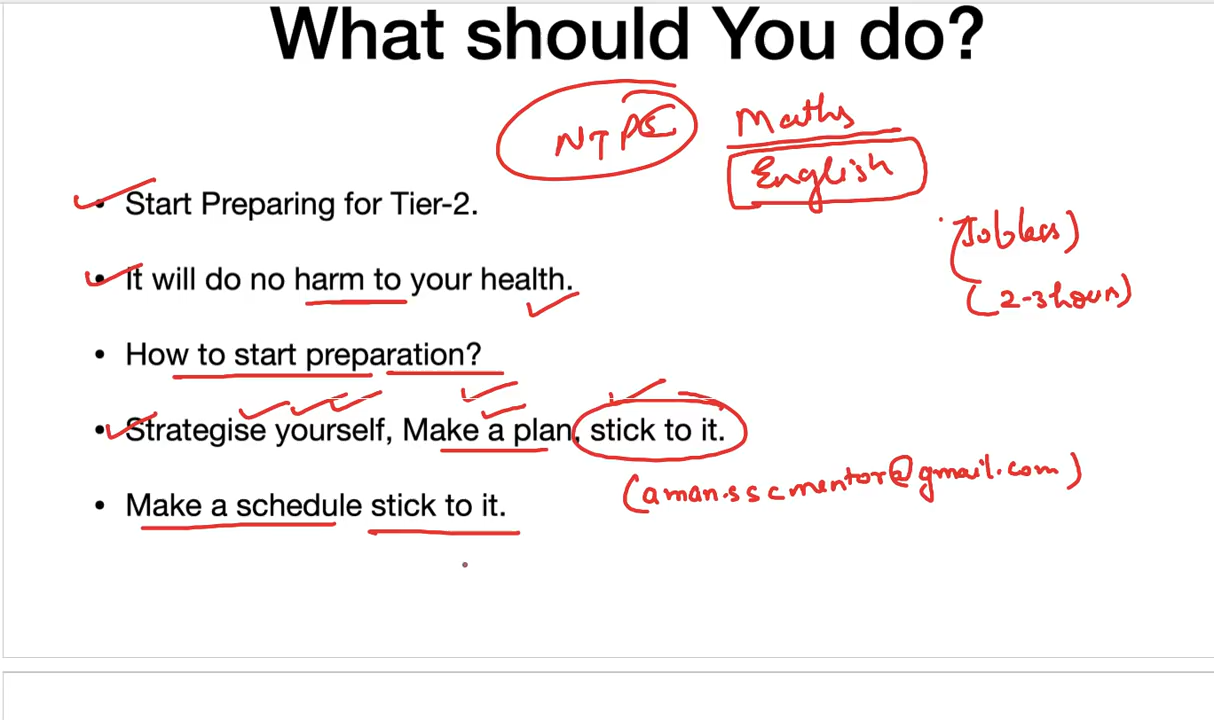 What should You do?
NTPC
Maths
English
• Start Preparing for Tier-2.
(Jobless)
• It will do no harm to your health.
(2-3 hours)
• How to start preparation?
• Strategise yourself, Make a plan, stick to it.
(aman.sscmentor@gmail.com)
• Make a schedule stick to it.